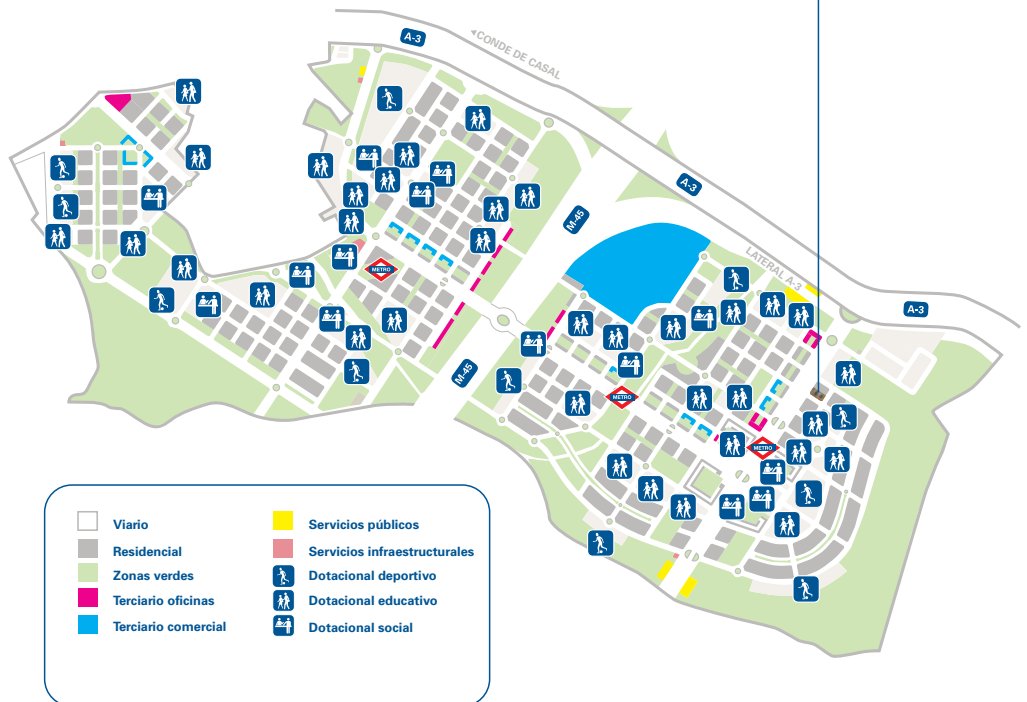 A-3
CONDE DE CASAL
A-3
M-45
LATERAL A-3
A-3
METRO
M-45
METRO
METRO
Viario
Residencial
Zonas verdes
Terciario oficinas
Terciario comercial
Servicios públicos
Servicios infraestructurales
Dotacional deportivo
Dotacional educativo
Dotacional social